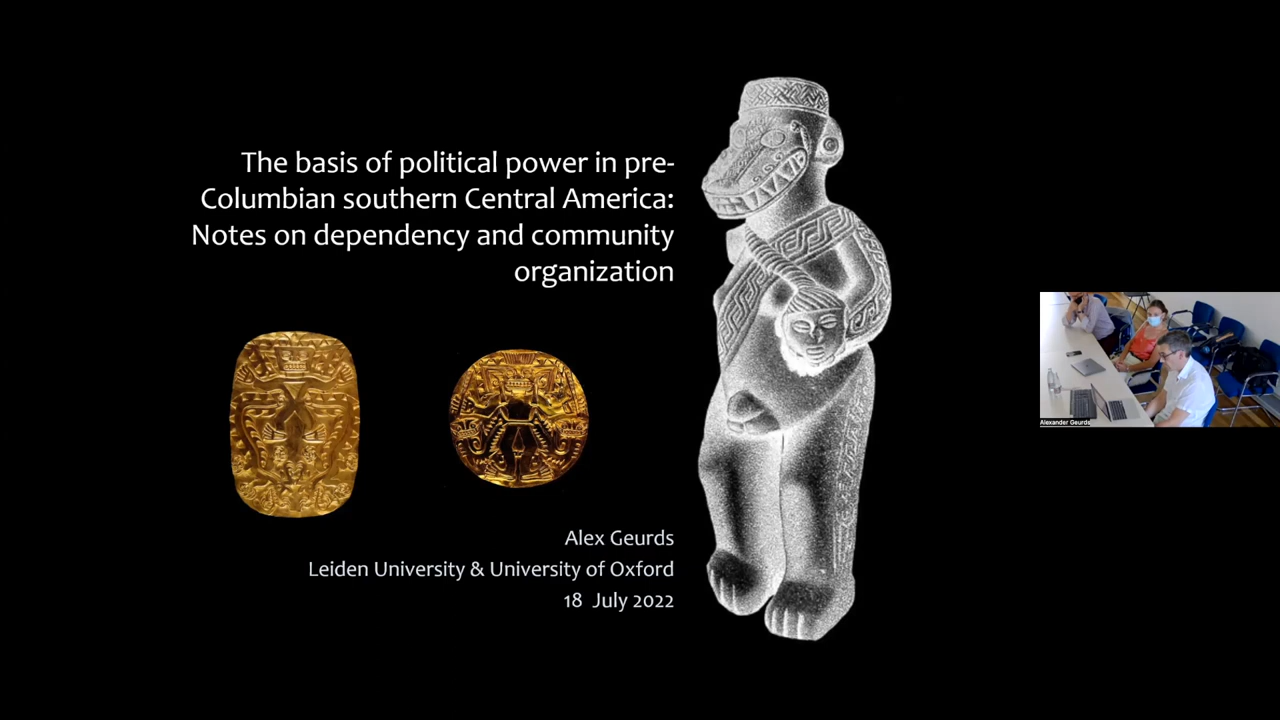 The basis of political power in pre-
Columbian southern Central America:
Notes on dependency and community
organization
Alex Geurds
Leiden University & University of Oxford
18 July 2022
Alexander Geurds